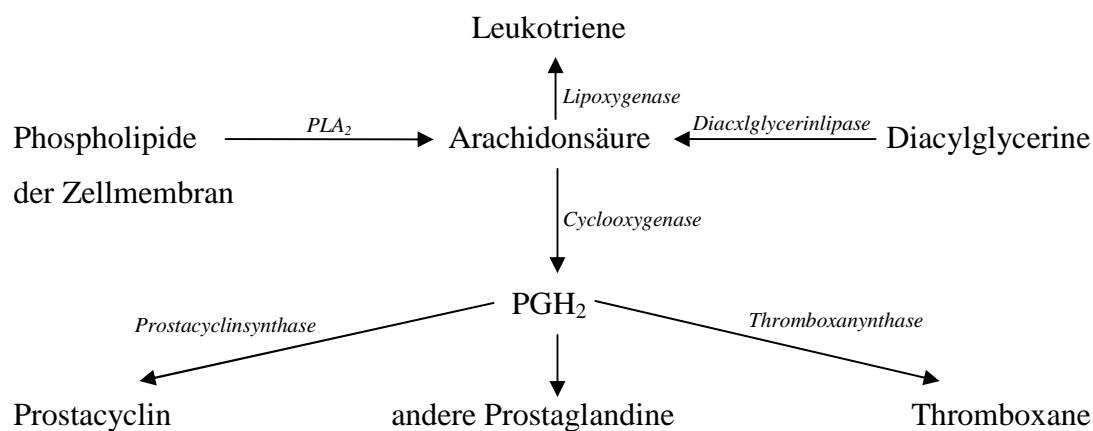 Leukotriene
Lipoxygenase
Phospholipide PLA₂ Arachidonsäure Diacxlglycerinlipase Diacylglycerine
der Zellmembran
Cyclooxygenase
PGH₂
Prostacyclinsynthase Thromboxanynthase
Prostacyclin andere Prostaglandine Thromboxane